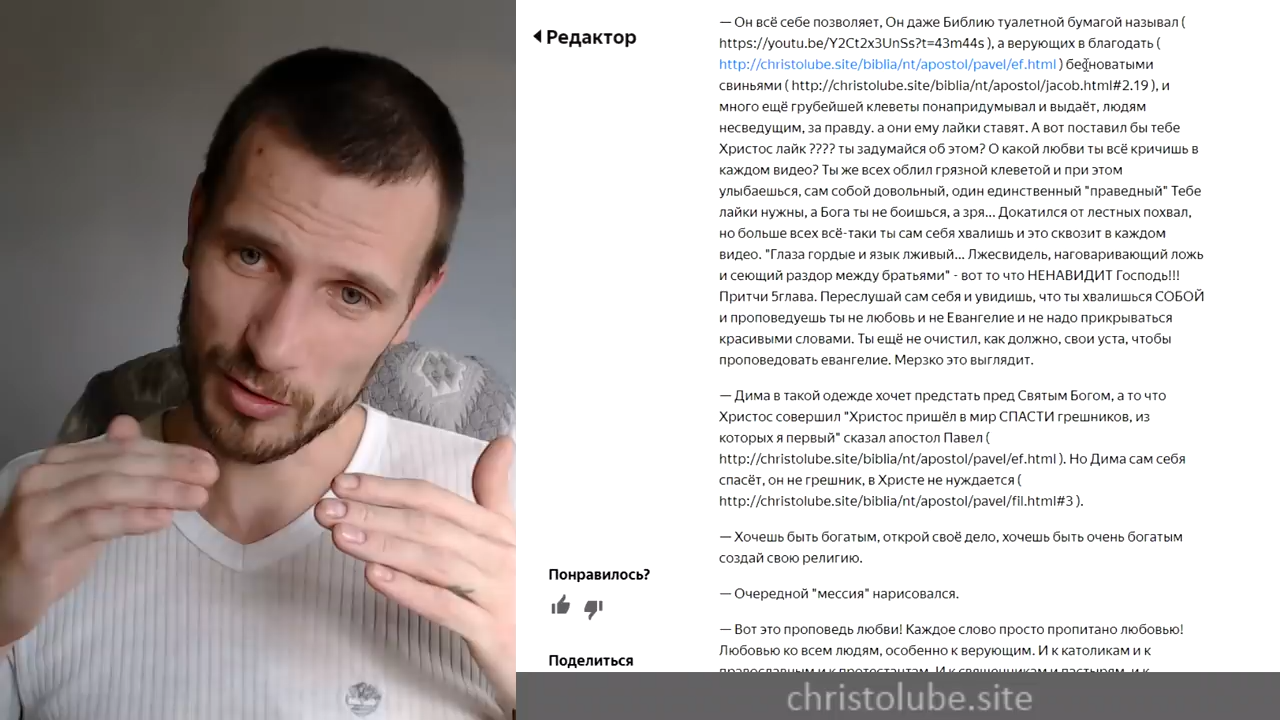 Редактор
— Он всё себе позволяет, Он даже Библию туалетной бумагой называл (
https://youtu.be/Y2Ct2x3UnSs?t=43m44s ), а верующих в благодать (
http://christolube.site/biblia/nt/apostol/pavel/ef.html ) бесноватыми
свиньями ( http://christolube.site/biblia/nt/apostol/jacob.html#2.19 ), и
много ещё грубейшей клеветы понапридумывал и выдаёт, людям
несведущим, за правду. а они ему лайки ставят. А вот поставил бы тебе
Христос лайк ???? ты задумайся об этом? О какой любви ты всё кричишь в
каждом видео? Ты же всех облил грязной клеветой и при этом
улыбаешься, сам собой довольный, один единственный "праведный" Тебе
лайки нужны, а Бога ты не боишься, а зря... Докатился от лестных похвал,
но больше всех всё-таки ты сам себя хвалишь и это сквозит в каждом
видео. "Глаза гордые и язык лживый... Лжесвидель, наговаривающий ложь
и сеющий раздор между братьями" - вот то что НЕНАВИДИТ Господь!!!
Притчи 5глава. Переслушай сам себя и увидишь, что ты хвалишься СОБОЙ
и проповедуешь ты не любовь и не Евангелие и не надо прикрываться
красивыми словами. Ты ещё не очистил, как должно, свои уста, чтобы
проповедовать евангелие. Мерзко это выглядит.
— Дима в такой одежде хочет предстать пред Святым Богом, а то что
Христос совершил "Христос пришёл в мир СПАСТИ грешников, из
которых я первый" сказал апостол Павел (
http://christolube.site/biblia/nt/apostol/pavel/ef.html ). Но Дима сам себя
спасёт, он не грешник, в Христе не нуждается (
http://christolube.site/biblia/nt/apostol/pavel/fil.html#3 ).
— Хочешь быть богатым, открой своё дело, хочешь быть очень богатым
создай свою религию.
— Очередной "мессия" нарисовался.
— Вот это проповедь любви! Каждое слово просто пропитано любовью!
Любовью ко всем людям, особенно к верующим. И к католикам и к
православным и к протестантам. И к священникам и пастырям, и к
Понравилось?
Поделиться
christolube.site